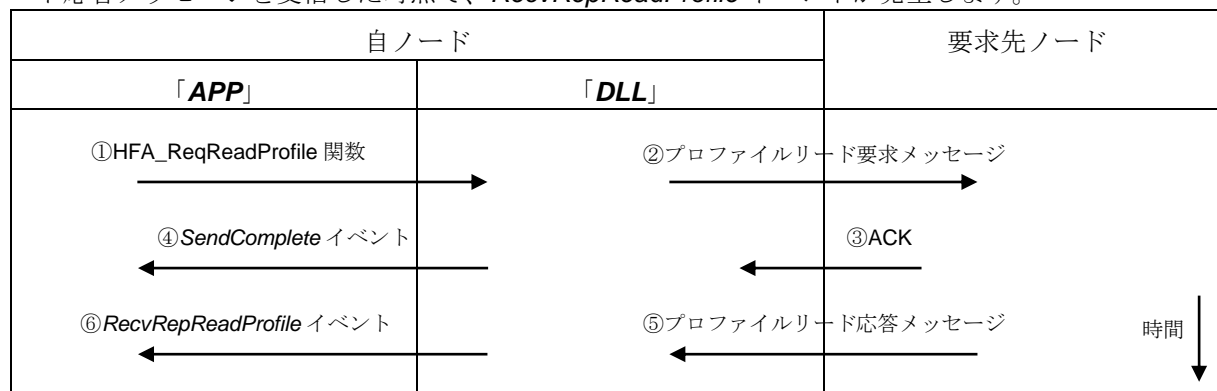 自ノード
要求先ノード
「APP」
「DLL」
①HFA_ReqReadProfile 関数
②プロファイルリード要求メッセージ
④SendComplete イベント
③ACK
⑥RecvRepReadProfile イベント
⑤プロファイルリード応答メッセージ
時間